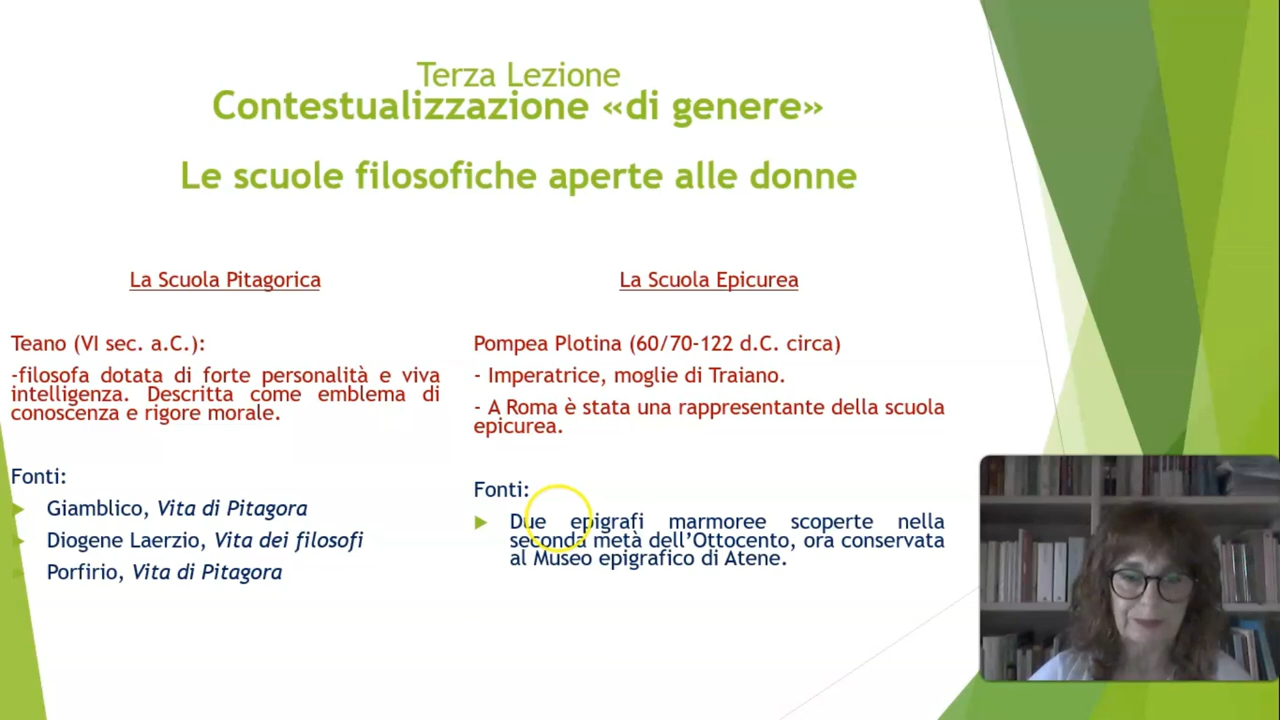 Terza Lezione
Contestualizzazione «di genere»
Le scuole filosofiche aperte alle donne
La Scuola Pitagorica
Teano (VI sec. a.C.):
-filosofa dotata di forte personalità e viva
intelligenza. Descritta come emblema di
conoscenza e rigore morale.
Fonti:
Giamblico, Vita di Pitagora
Diogene Laerzio, Vita dei filosofi
Porfirio, Vita di Pitagora
La Scuola Epicurea
Pompea Plotina (60/70-122 d.C. circa)
- Imperatrice, moglie di Traiano.
- A Roma è stata una rappresentante della scuola
epicurea.
Fonti:
Due epigrafi marmoree scoperte nella
seconda metà dell'Ottocento, ora conservata
al Museo epigrafico di Atene.